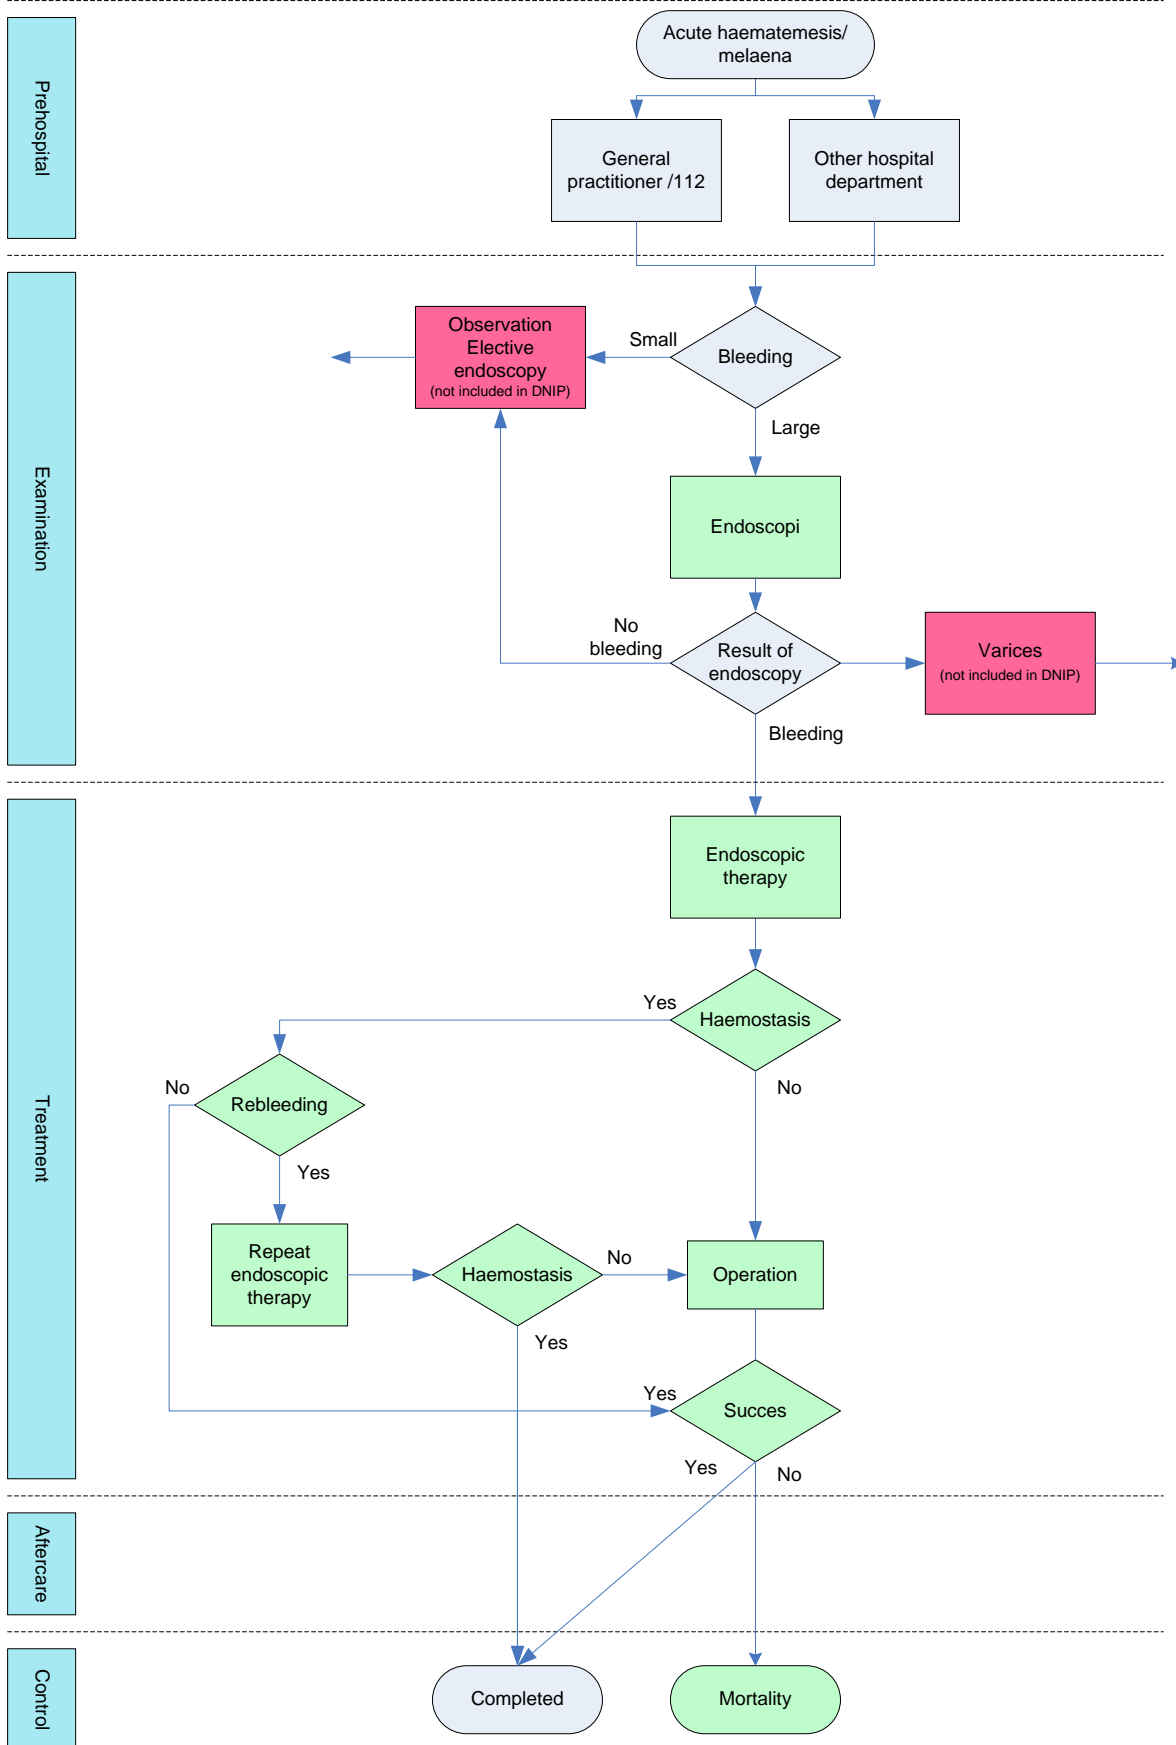 Prehospital
Acute haematemesis/
melaena
General
practitioner /112
Other hospital
department
Examination
Observation
Elective
endoscopy
(not included in DNIP)
Small
Bleeding
Large
Endoscopi
No
bleeding
Result of
endoscopy
Varices
(not included in DNIP)
Bleeding
Treatment
Endoscopic
therapy
Yes
Haemostasis
No
No
Rebleeding
Yes
Repeat
endoscopic
therapy
Haemostasis
No
Operation
Yes
Yes
Succes
Yes
No
Aftercare
Control
Completed
Mortality